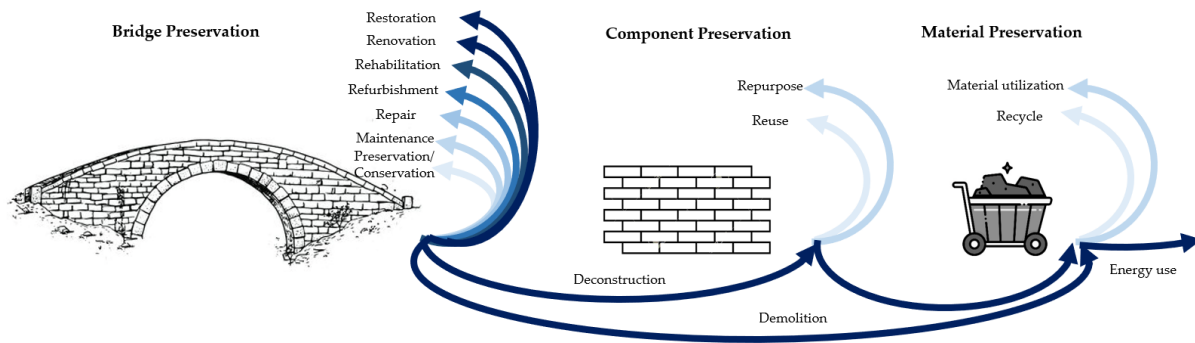 Bridge Preservation
Restoration
Renovation
Rehabilitation
Refurbishment
Repair
Maintenance
Preservation/
Conservation
Component Preservation
Repurpose
Reuse
Material Preservation
Material utilization
Recycle
Deconstruction
Demolition
Energy use